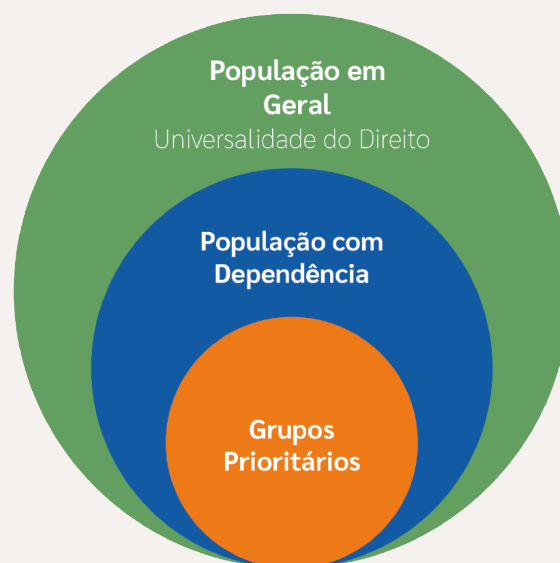 População em
Geral
Universalidade do Direito
População com
Dependência
Grupos
Prioritários